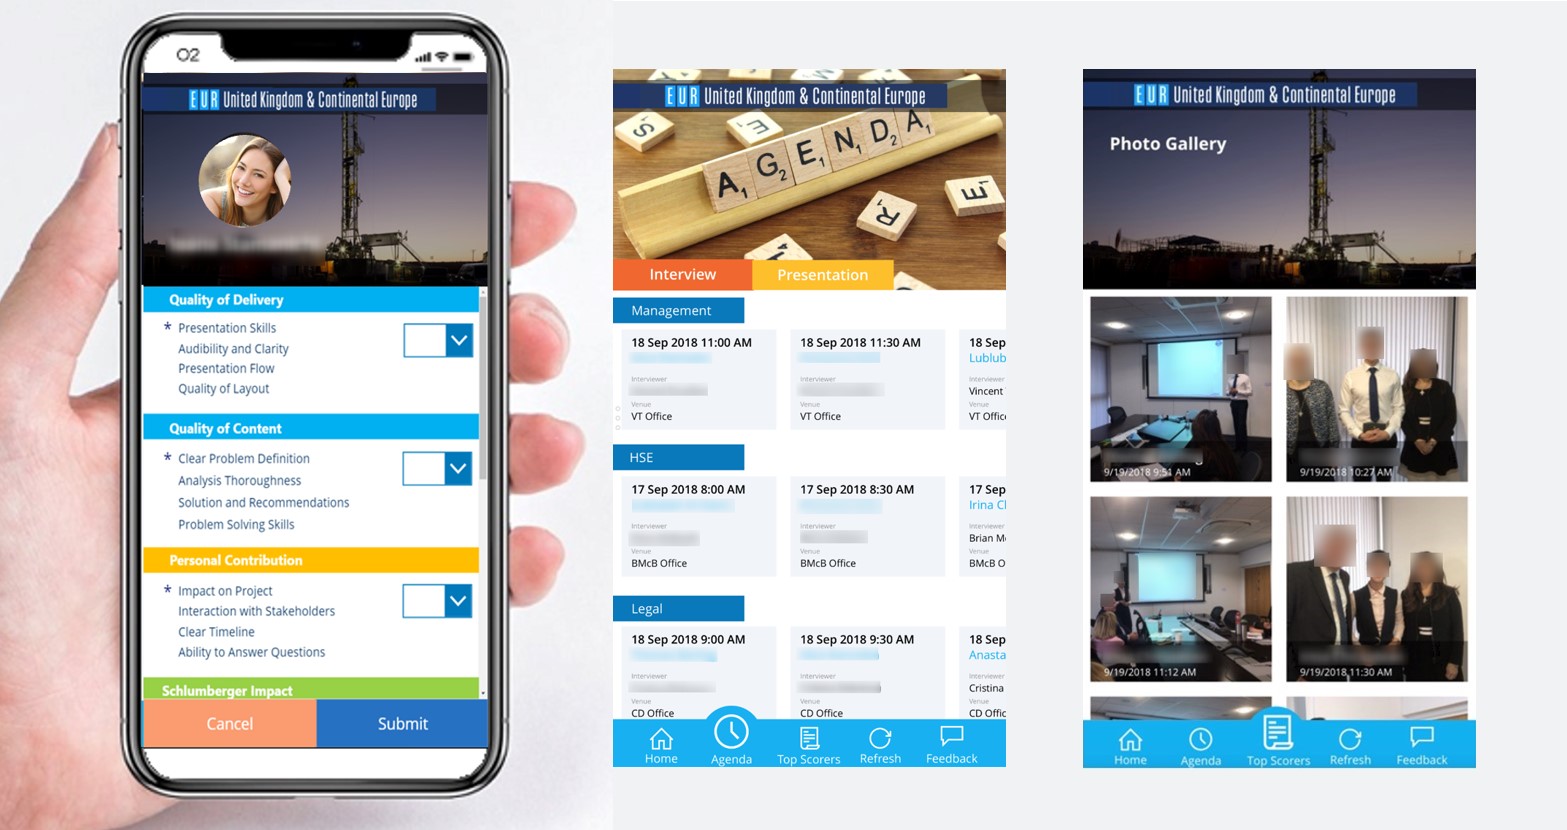 O2
EUR United Kingdom & Continental Europe
Quality of Delivery
* Presentation Skills
Audibility and Clarity
Presentation Flow
Quality of Layout
Quality of Content
* Clear Problem Definition
Analysis Thoroughness
Solution and Recommendations
Problem Solving Skills
Personal Contribution
* Impact on Project
Interaction with Stakeholders
Clear Timeline
Ability to Answer Questions
Schlumberger Impact
Cancel Submit
EUR United Kingdom & Continental Europe
S E
A1 G2 E1 N1 D2 A1
R E1
Interview Presentation
Management
18 Sep 2018 11:00 AM 18 Sep 2018 11:30 AM 18 Sep
Lublub
Interviewer Interviewer Interviewer
Vincent
Venue Venue Venue
VT Office VT Office VT Offic
HSE
17 Sep 2018 8:00 AM 17 Sep 2018 8:30 AM 17 Sep
Irina Cl
Interviewer Interviewer Interviewer
Brian Mc
Venue Venue Venue
BMcB Office BMcB Office BMcB O
Legal
18 Sep 2018 9:00 AM 18 Sep 2018 9:30 AM 18 Sep
Anasta
Interviewer Interviewer Interviewer
Cristina
Venue Venue Venue
CD Office CD Office CD Offic
Home Agenda Top Scorers Refresh Feedback
EUR United Kingdom & Continental Europe
Photo Gallery
9/19/2018 9:51 AM 9/19/2018 10:27 AM
9/19/2018 11:12 AM 9/19/2018 11:30 AM
Home Agenda Top Scorers Refresh Feedback